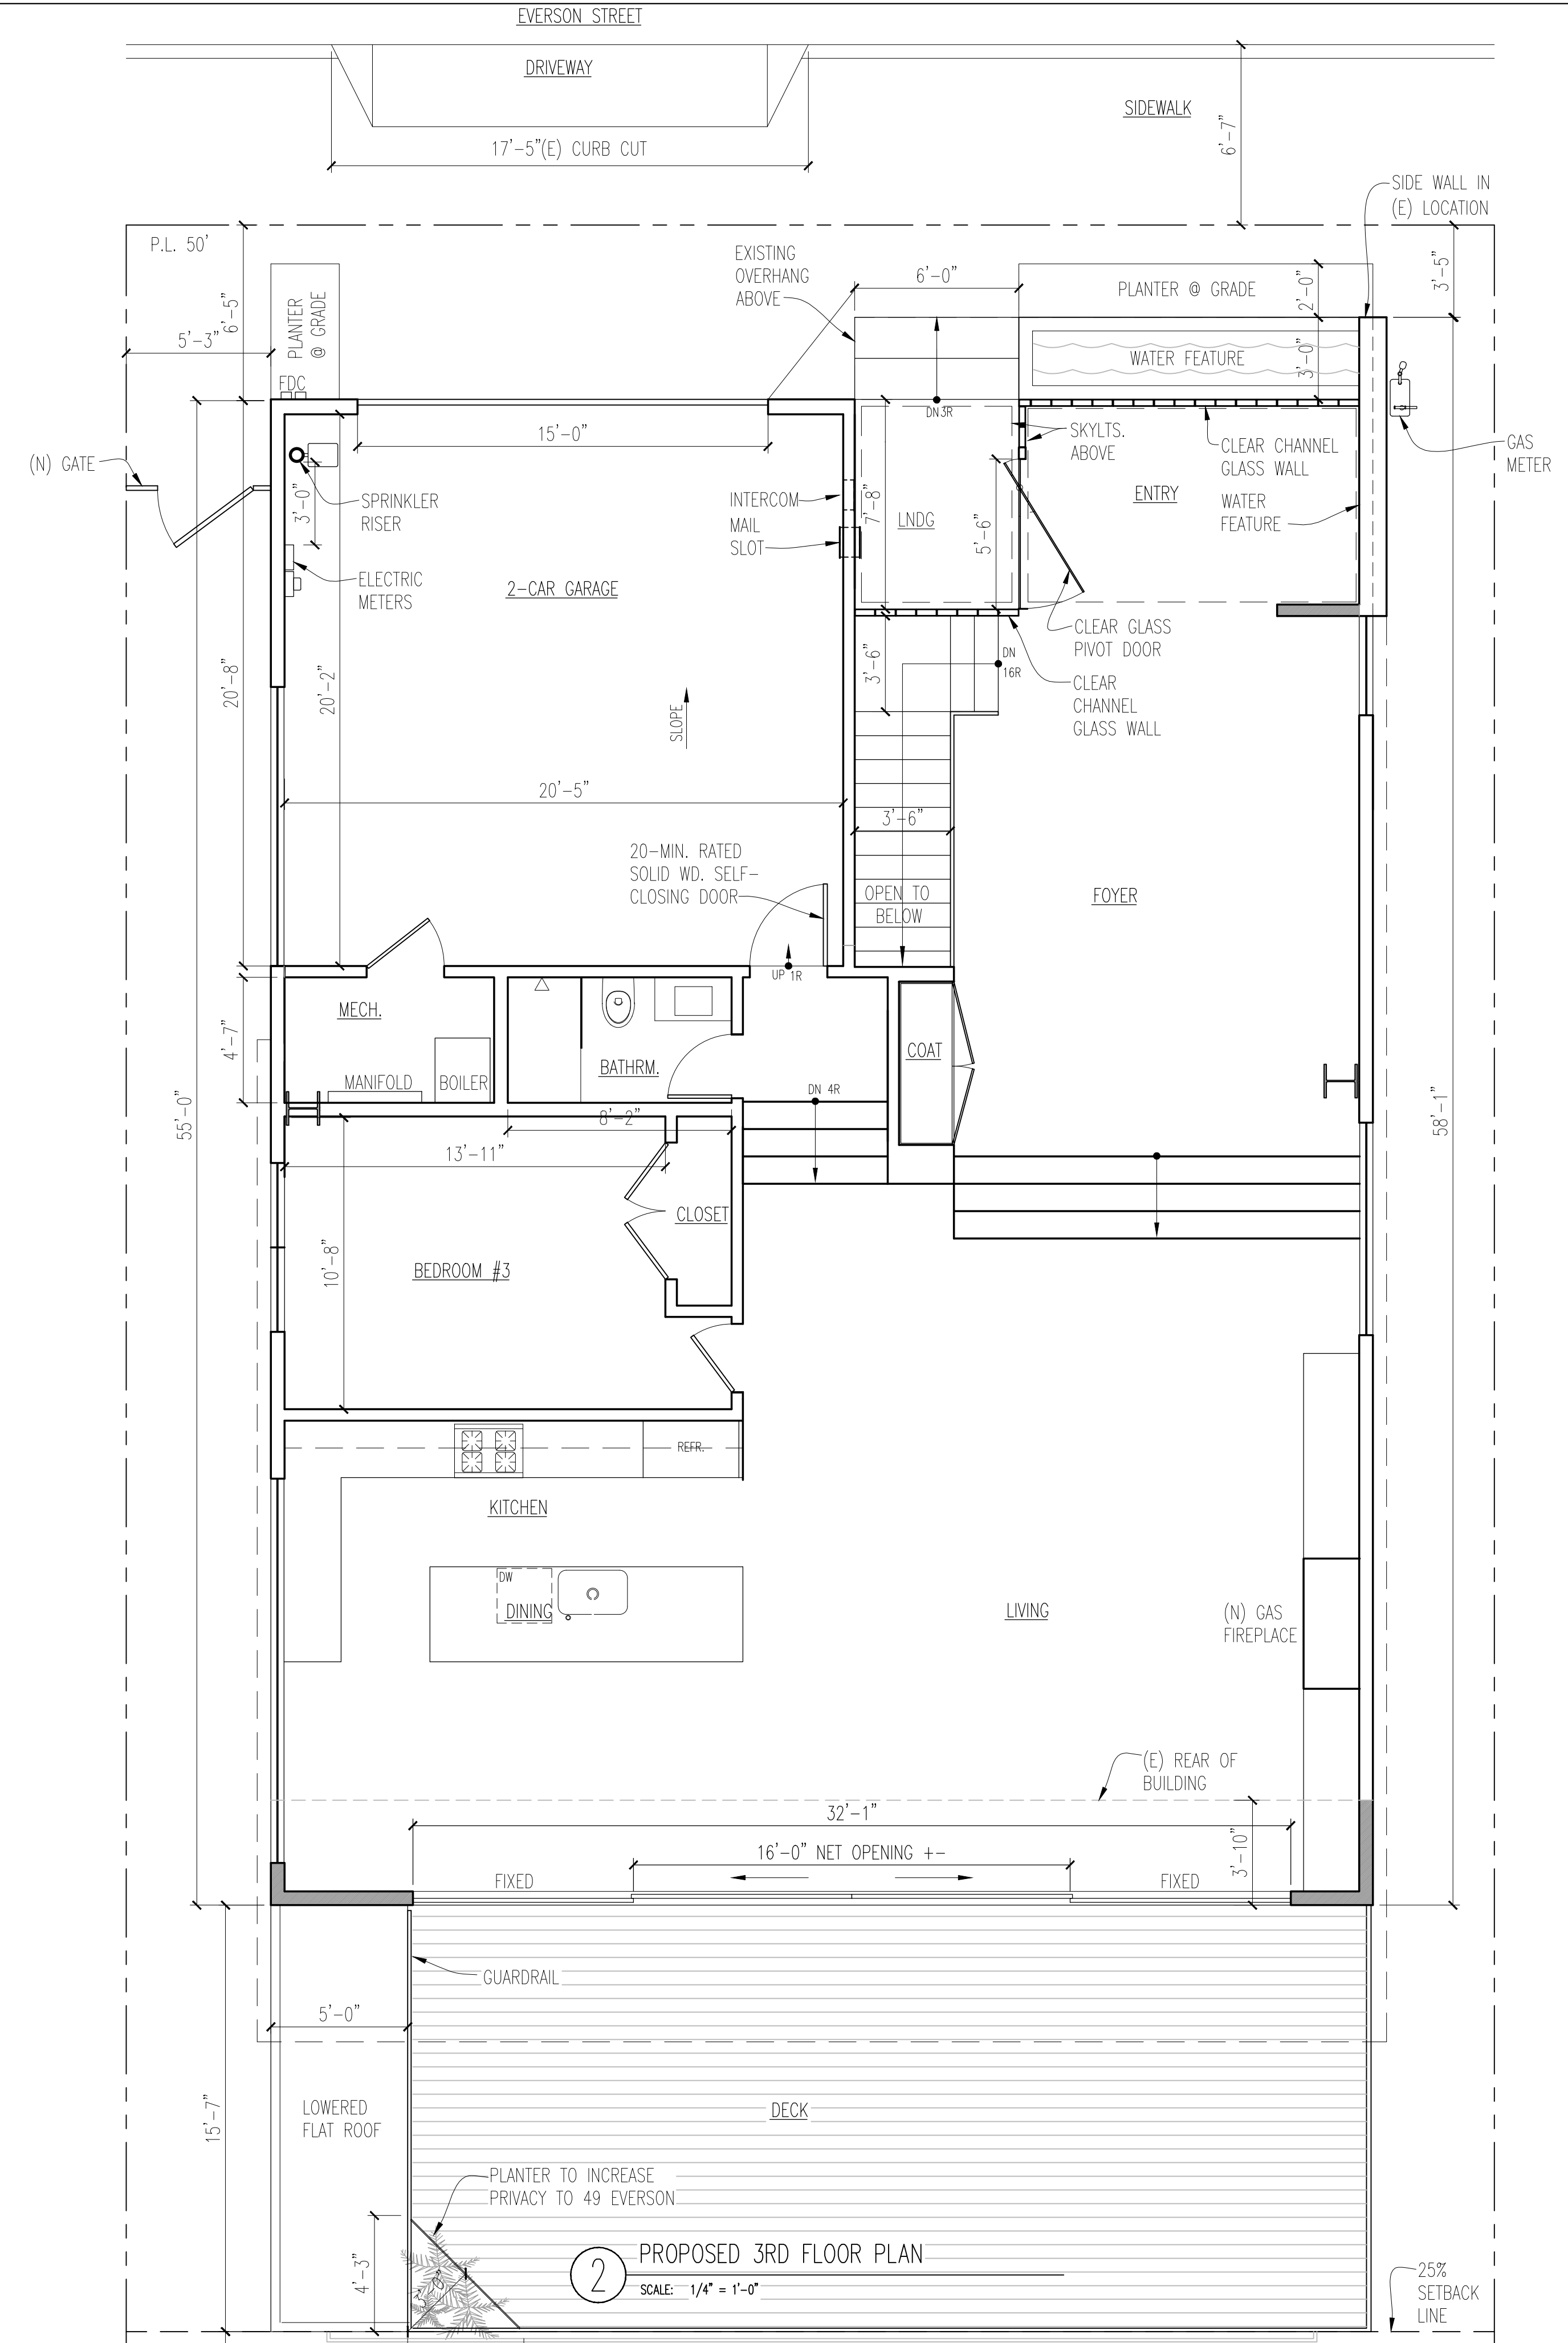 EVERSON STREET
DRIVEWAY
SIDEWALK
6'-7"
17'-5"(E) CURB CUT
SIDE WALL IN
(E) LOCATION
P.L. 50'
EXISTING
OVERHANG
ABOVE
6'-0"
PLANTER @ GRADE
2'-0"
3'-5"
6'-5"
PLANTER
@ GRADE
5'-3"
WATER FEATURE
3'-0"
FDC
DN 3R
15'-0"
SKYLTS.
ABOVE
CLEAR CHANNEL
GLASS WALL
GAS
METER
(N) GATE
SPRINKLER
RISER
3'-0"
INTERCOM
MAIL
SLOT
7'-8"
LNDG
5'-6"
ENTRY
WATER
FEATURE
ELECTRIC
METERS
2-CAR GARAGE
CLEAR GLASS
PIVOT DOOR
20'-8"
20'-2"
SLOPE
3'-6"
DN
16R
CLEAR
CHANNEL
GLASS WALL
20'-5"
3'-6"
20-MIN. RATED
SOLID WD. SELF-
CLOSING DOOR
OPEN TO
BELOW
FOYER
UP 1R
MECH.
4'-7"
MANIFOLD
BOILER
BATHRM.
COAT
DN 4R
55'-0"
58'-1"
8'-2"
13'-11"
CLOSET
10'-8"
BEDROOM #3
REFR.
KITCHEN
DW
DINING
LIVING
(N) GAS
FIREPLACE
(E) REAR OF
BUILDING
32'-1"
3'-10"
16'-0" NET OPENING +-
FIXED
FIXED
GUARDRAIL
5'-0"
15'-7"
LOWERED
FLAT ROOF
DECK
PLANTER TO INCREASE
PRIVACY TO 49 EVERSON
4'-3"
2
PROPOSED 3RD FLOOR PLAN
SCALE: 1/4" = 1'-0"
25%
SETBACK
LINE